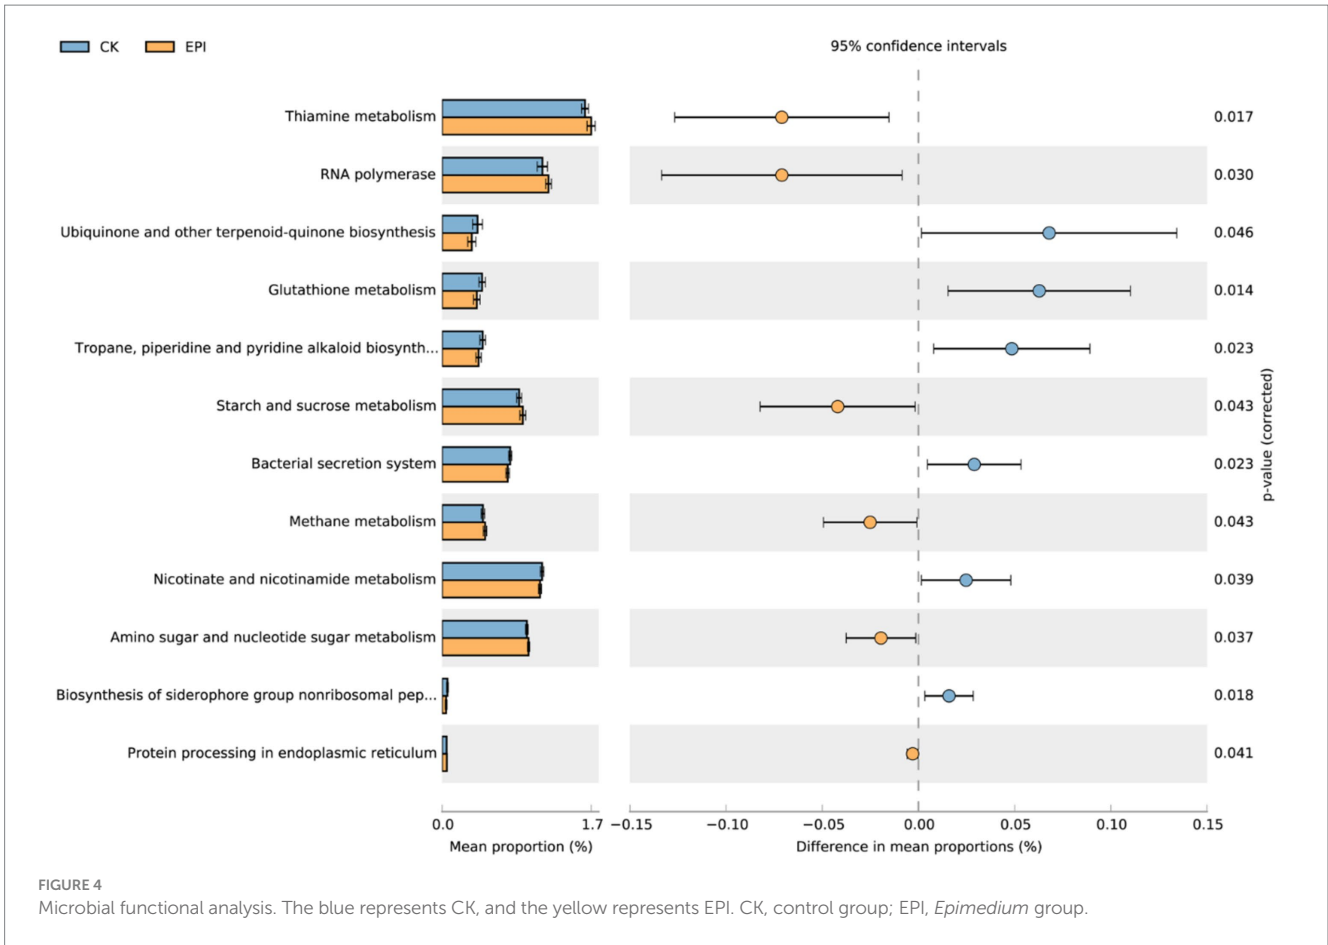 CK EPI
95% confidence intervals
Thiamine metabolism 0.017
RNA polymerase 0.030
Ubiquinone and other terpenoid-quinone biosynthesis 0.046
Glutathione metabolism 0.014
Tropane, piperidine and pyridine alkaloid biosynth... 0.023
Starch and sucrose metabolism 0.043
Bacterial secretion system 0.023
Methane metabolism 0.043
Nicotinate and nicotinamide metabolism 0.039
Amino sugar and nucleotide sugar metabolism 0.037
Biosynthesis of siderophore group nonribosomal pep... 0.018
Protein processing in endoplasmic reticulum 0.041
p-value (corrected)
0.0 1.7 −0.15 −0.10 −0.05 0.00 0.05 0.10 0.15
Mean proportion (%) Difference in mean proportions (%)
FIGURE 4
Microbial functional analysis. The blue represents CK, and the yellow represents EPI. CK, control group; EPI, Epimedium group.